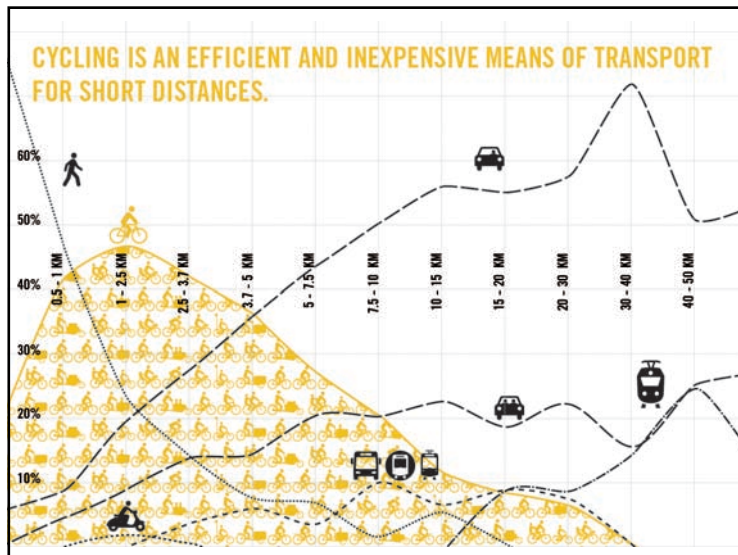 CYCLING IS AN EFFICIENT AND INEXPENSIVE MEANS OF TRANSPORT
FOR SHORT DISTANCES.
60%
50%
40%
30%
20%
10%
0.5 - 1 KM
1 - 2.5 KM
2.5 - 3.7 KM
3.7 - 5 KM
5 - 7.5 KM
7.5 - 10 KM
10 - 15 KM
15 - 20 KM
20 - 30 KM
30 - 40 KM
40 - 50 KM